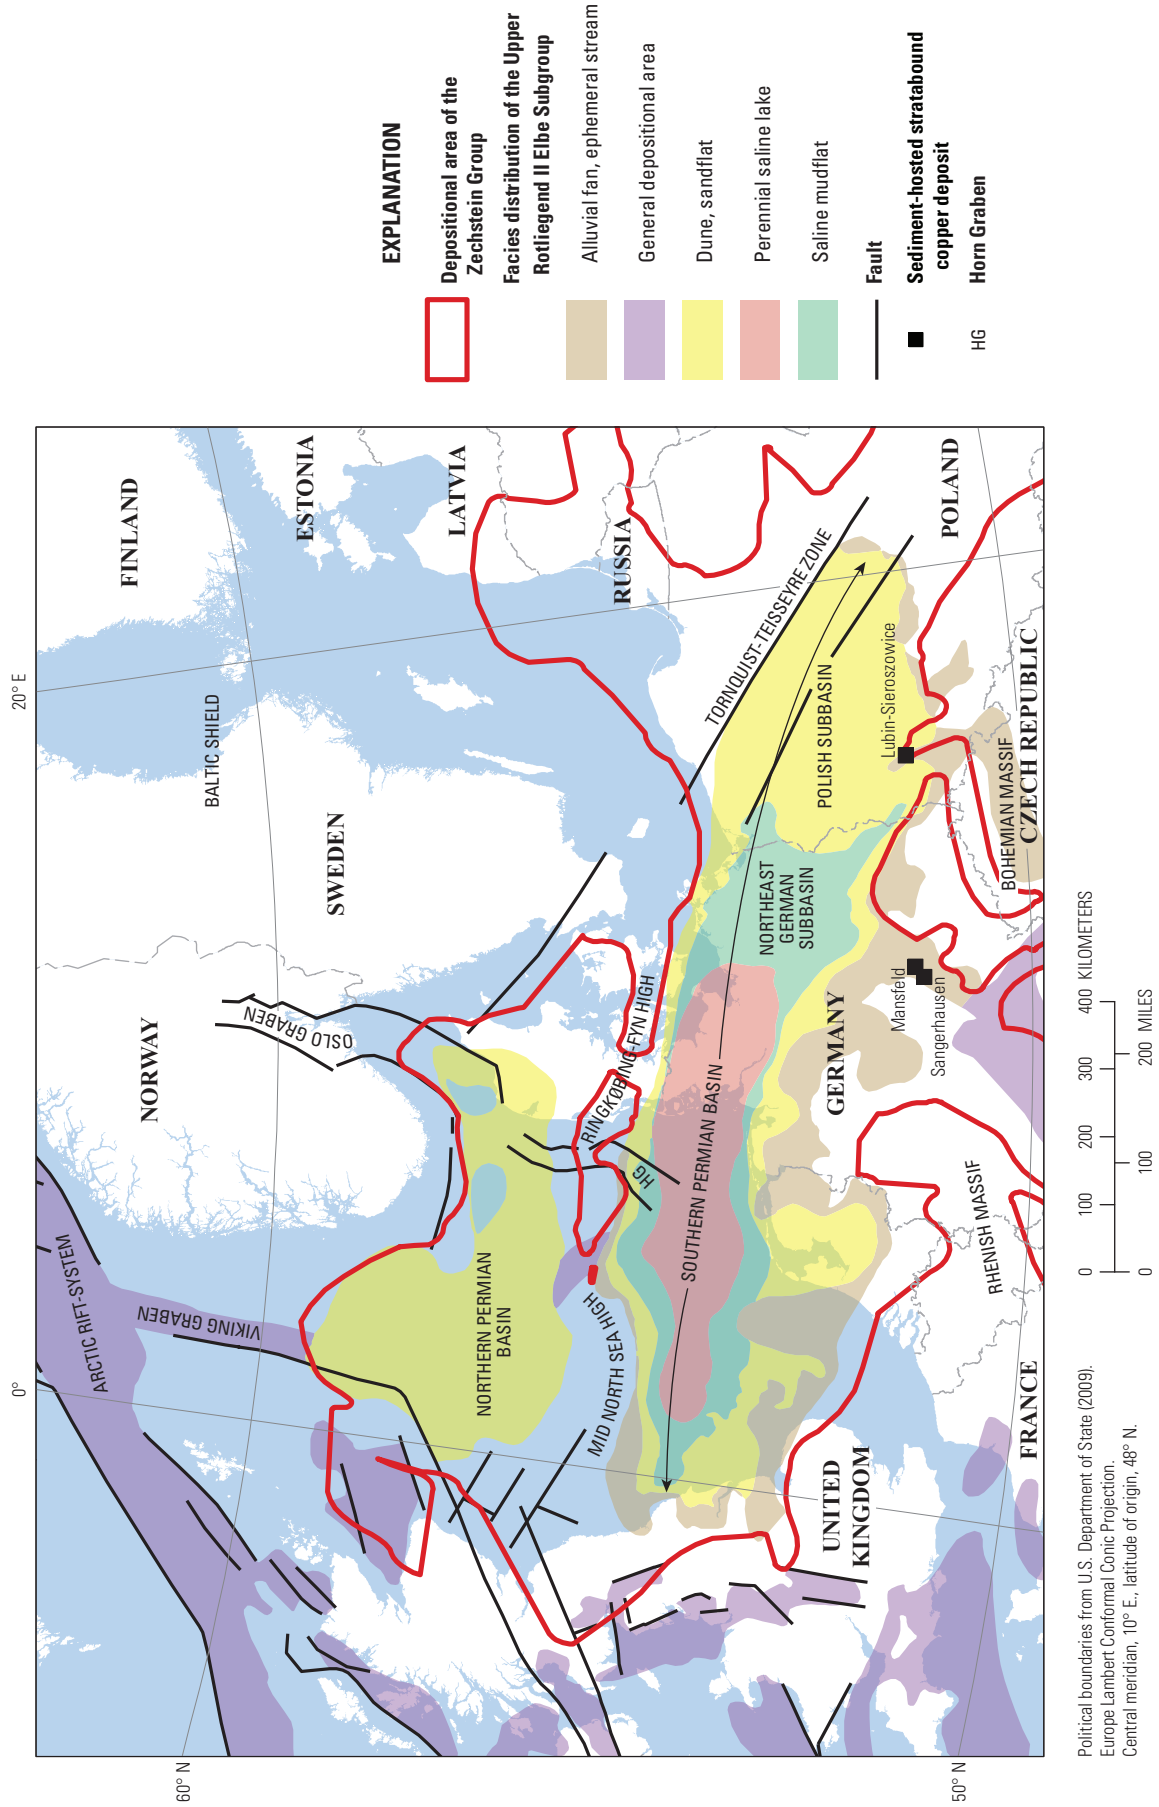 20° E
0°
60° N
50° N
FINLAND
ESTONIA
LATVIA
RUSSIA
POLAND
BALTIC SHIELD
SWEDEN
NORWAY
OSLO GRABEN
ARCTIC RIFT-SYSTEM
VIKING GRABEN
NORTHERN PERMIAN
BASIN
MID NORTH SEA HIGH
RINGKØBING-FYN HIGH
HG
SOUTHERN PERMIAN BASIN
NORTHEAST
GERMAN
SUBBASIN
POLISH SUBBASIN
TORNQUIST-TEISSEYRE ZONE
Lubin-Sieroszowice
Mansfeld
Sangerhausen
GERMANY
BOHEMIAN MASSIF
CZECH REPUBLIC
RHENISH MASSIF
FRANCE
UNITED
KINGDOM
EXPLANATION
Depositional area of the
Zechstein Group
Facies distribution of the Upper
Rotliegend II Elbe Subgroup
Alluvial fan, ephemeral stream
General depositional area
Dune, sandflat
Perennial saline lake
Saline mudflat
Fault
Sediment-hosted stratabound
copper deposit
HG Horn Graben
0 100 200 300 400 KILOMETERS
0 100 200 MILES
Political boundaries from U.S. Department of State (2009).
Europe Lambert Conformal Conic Projection.
Central meridian, 10° E., latitude of origin, 48° N.